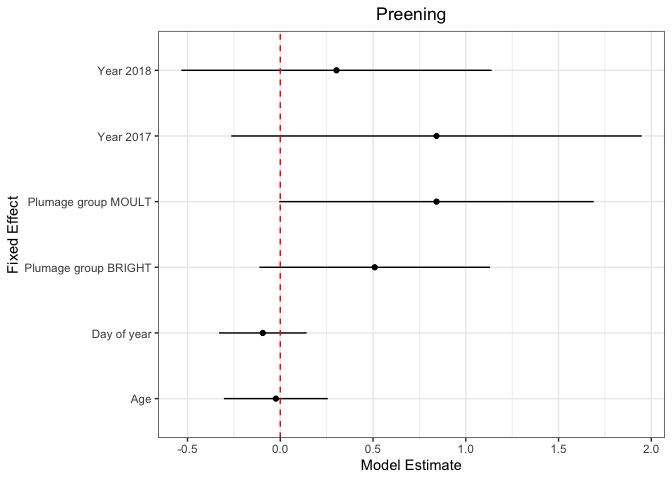 Preening
Fixed Effect
Year 2018
Year 2017
Plumage group MOULT
Plumage group BRIGHT
Day of year
Age
-0.5 0.0 0.5 1.0 1.5 2.0
Model Estimate